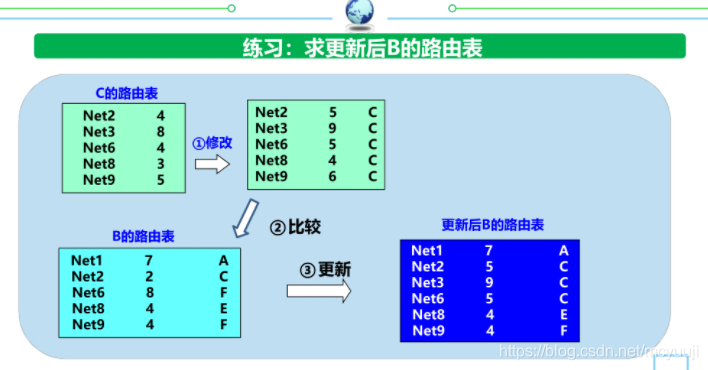 练习：求更新后B的路由表
C的路由表
Net2 4
Net3 8
Net6 4
Net8 3
Net9 5
①修改
Net2 5 C
Net3 9 C
Net6 5 C
Net8 4 C
Net9 6 C
②比较
B的路由表
Net1 7 A
Net2 2 C
Net6 8 F
Net8 4 E
Net9 4 F
③更新
更新后B的路由表
Net1 7 A
Net2 5 C
Net3 9 C
Net6 5 C
Net8 4 E
Net9 4 F
https://blog.csdn.net/mcyuuji